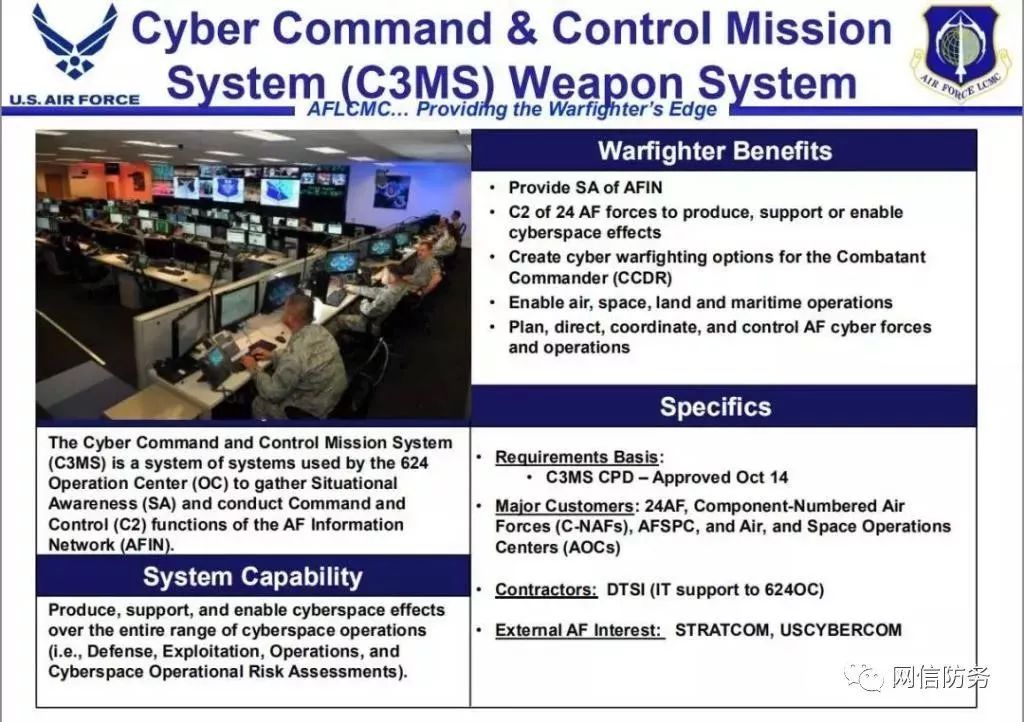 Cyber Command & Control Mission
System (C3MS) Weapon System
U.S. AIR FORCE
AFLCMC... Providing the Warfighter's Edge
AIR FORCE LCMC
The Cyber Command and Control Mission System
(C3MS) is a system of systems used by the 624
Operation Center (OC) to gather Situational
Awareness (SA) and conduct Command and
Control (C2) functions of the AF Information
Network (AFIN).
System Capability
Produce, support, and enable cyberspace effects
over the entire range of cyberspace operations
(i.e., Defense, Exploitation, Operations, and
Cyberspace Operational Risk Assessments).
Warfighter Benefits
• Provide SA of AFIN
• C2 of 24 AF forces to produce, support or enable
cyberspace effects
• Create cyber warfighting options for the Combatant
Commander (CCDR)
• Enable air, space, land and maritime operations
• Plan, direct, coordinate, and control AF cyber forces
and operations
Specifics
• Requirements Basis:
• C3MS CPD – Approved Oct 14
• Major Customers: 24AF, Component-Numbered Air
Forces (C-NAFs), AFSPC, and Air, and Space Operations
Centers (AOCs)
• Contractors: DTSI (IT support to 624OC)
• External AF Interest: STRATCOM, USCYBERCOM
网信防务